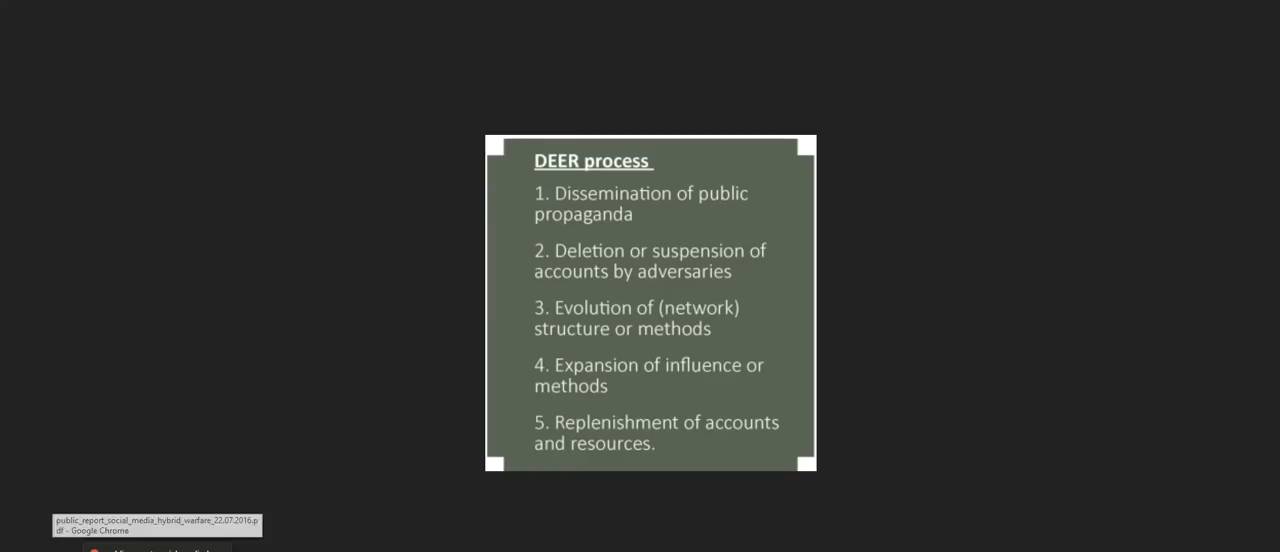 DEER process
1. Dissemination of public
propaganda
2. Deletion or suspension of
accounts by adversaries
3. Evolution of (network)
structure or methods
4. Expansion of influence or
methods
5. Replenishment of accounts
and resources.
public_report_social_media_hybrid_warfare_22.07.2016.p
df - Google Chrome